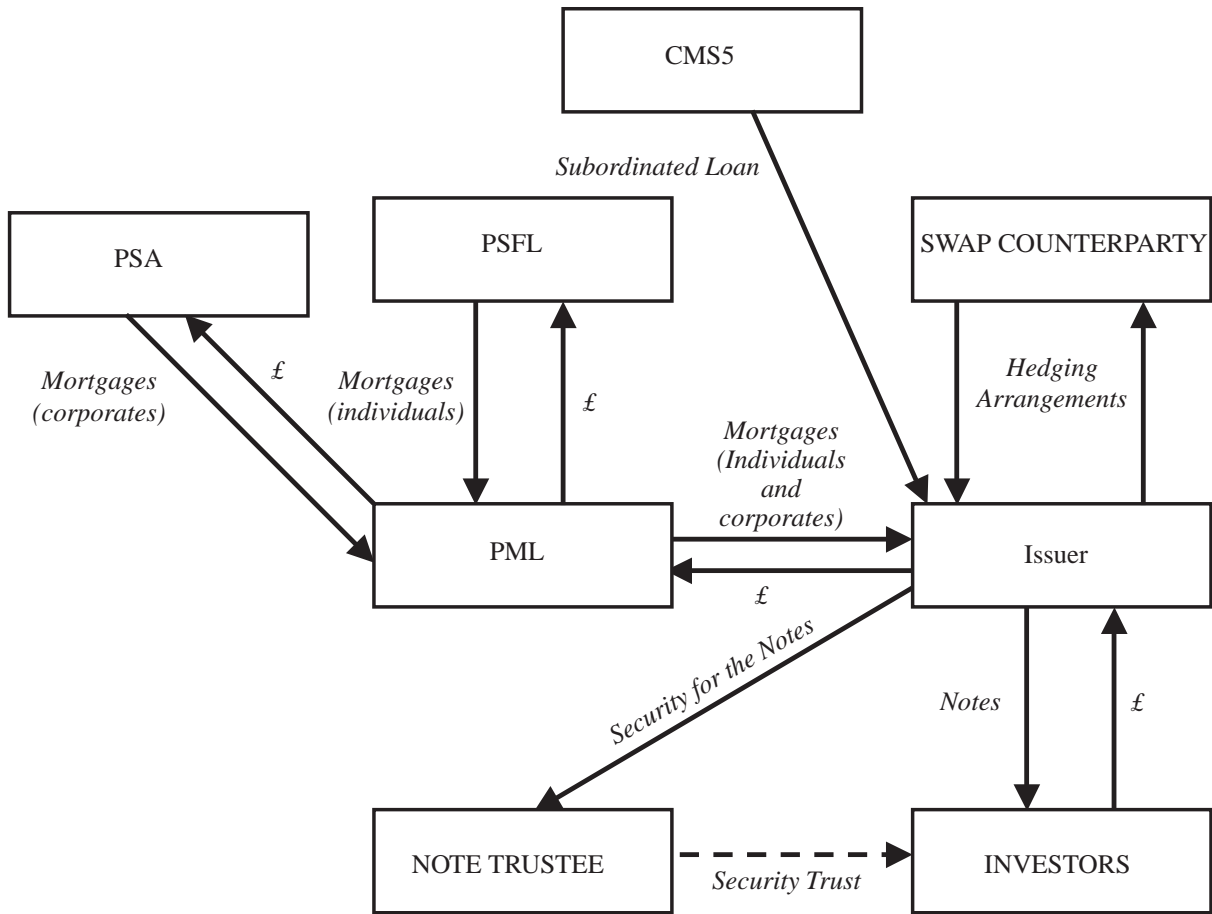 CMS5
Subordinated Loan
PSA
PSFL
SWAP COUNTERPARTY
Mortgages
(corporates)
£
Mortgages
(individuals)
£
Hedging
Arrangements
Mortgages
(Individuals
and
corporates)
PML
Issuer
£
Security for the Notes
Notes
£
NOTE TRUSTEE
Security Trust
INVESTORS